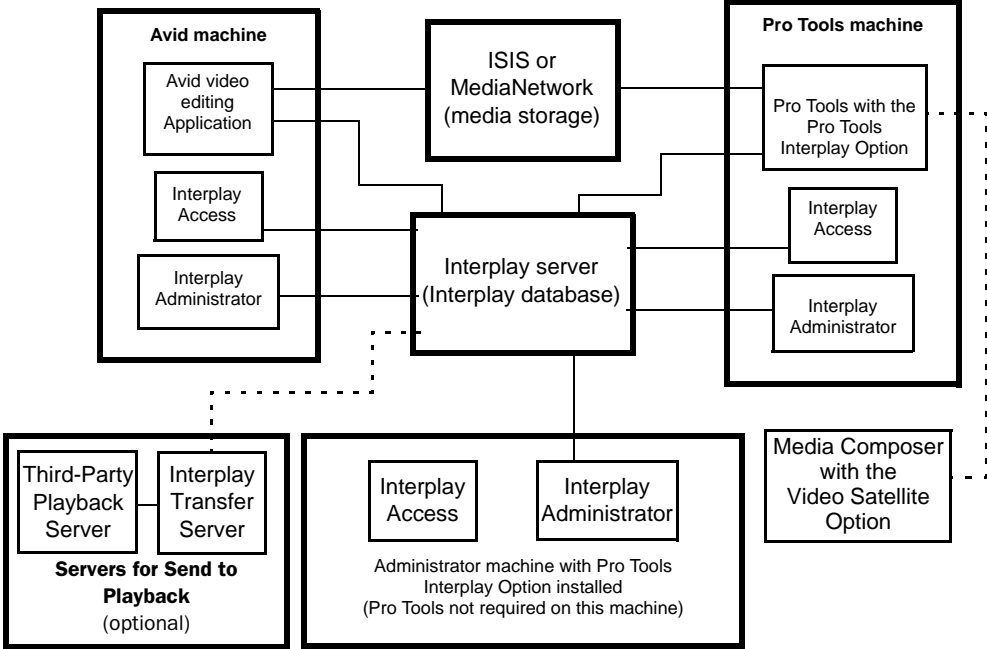 Avid machine
Avid video
editing
Application
Interplay
Access
Interplay
Administrator
ISIS or
MediaNetwork
(media storage)
Pro Tools machine
Pro Tools with the
Pro Tools
Interplay Option
Interplay
Access
Interplay
Administrator
Interplay server
(Interplay database)
Third-Party
Playback
Server
Interplay
Transfer
Server
Servers for Send to
Playback
(optional)
Interplay
Access
Interplay
Administrator
Administrator machine with Pro Tools
Interplay Option installed
(Pro Tools not required on this machine)
Media Composer
with the
Video Satellite
Option